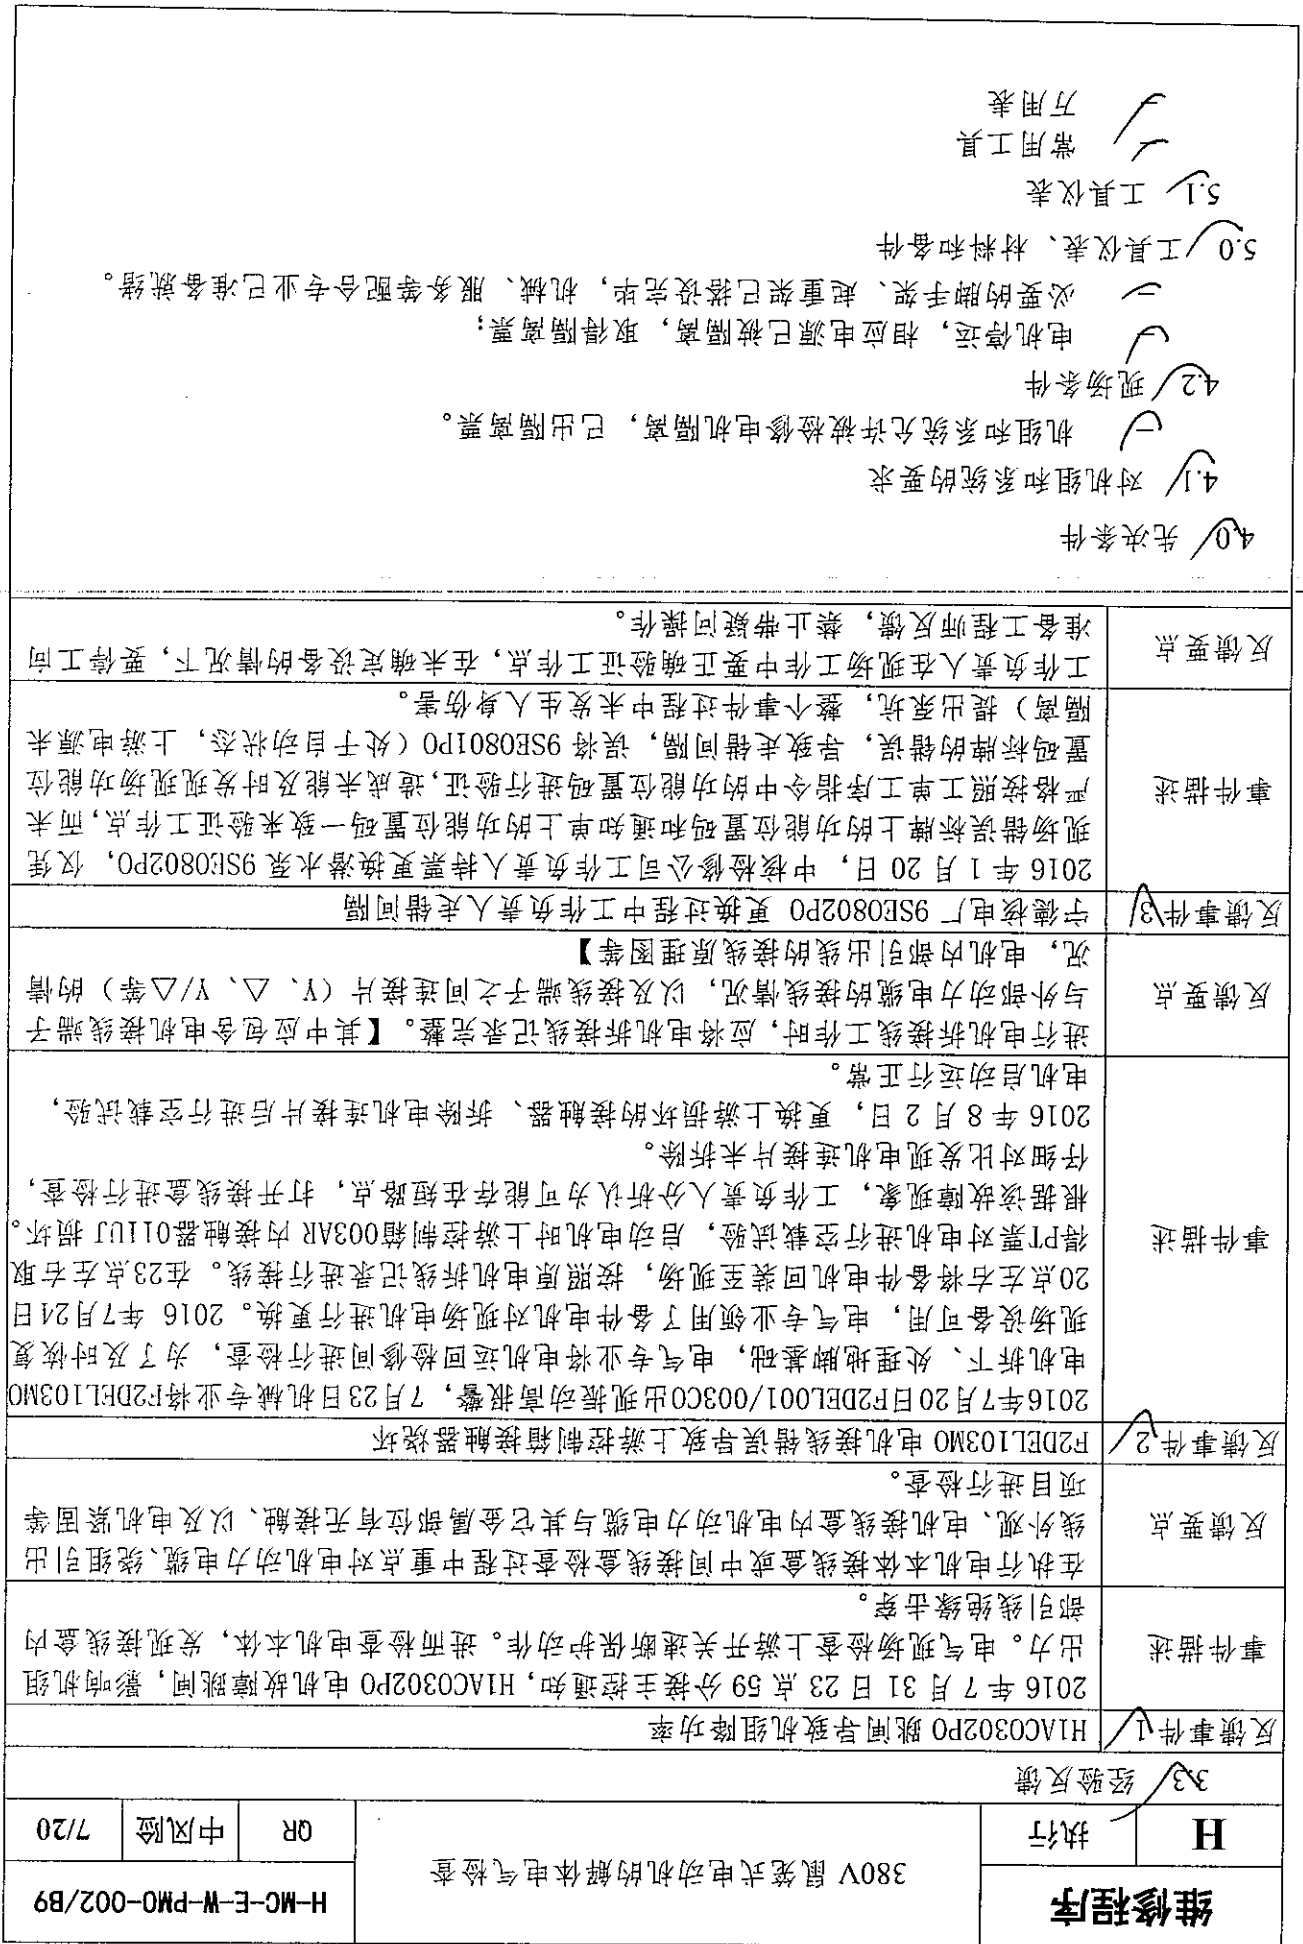 维修程序
380V 鼠笼式电动机的解体电气检查
H-MC-E-W-PMO-002/B9
H
执行
QR
中风险
7/20
3.3 经验反馈
反馈事件 1
H1ACO302PO 跳闸导致机组降功率
事件描述
2016 年 7 月 31 日 23 点 59 分接主控通知，H1ACO302PO 电机故障跳闸，影响机组
出力。电气现场检查上游开关速断保护动作。进而检查电机本体，发现接线盒内
部引线绝缘击穿。
反馈要点
在执行电机本体接线盒或中间接线盒检查过程中重点对电机动力电缆、绕组引出
线外观、电机接线盒内电机动力电缆与其它金属部位有无接触、以及电机紧固等
项目进行检查。
反馈事件 2
F2DEL103MO 电机接线错误导致上游控制箱接触器烧坏
事件描述
2016年7月20日F2DEL001/003CO出现振动高报警，7月23日机械专业将F2DEL103MO
电机拆下、处理地脚基础，电气专业将电机运回检修间进行检查，为了及时恢复
现场设备可用，电气专业领用了备件电机对现场电机进行更换。2016 年7月24日
20点左右将备件电机回装至现场，按照原电机拆线记录进行接线。在23点左右取
得PT票对电机进行空载试验，启动电机时上游控制箱003AR 内接触器011UJ 损坏。
根据该故障现象，工作负责人分析认为可能存在短路点，打开接线盒进行检查，
仔细对比发现电机连接片未拆除。
2016 年 8 月 2 日，更换上游损坏的接触器、拆除电机连接片后进行空载试验，
电机启动运行正常。
反馈要点
进行电机拆接线工作时，应将电机拆接线记录完整。【其中应包含电机接线端子
与外部动力电缆的接线情况，以及接线端子之间连接片（Y、△、Y/△等）的情
况，电机内部引出线的接线原理图等】
反馈事件 3
宁德核电厂 9SEO802PO 更换过程中工作负责人走错间隔
事件描述
2016 年 1 月 20 日，中核检修公司工作负责人持票更换潜水泵 9SEO802PO，仅凭
现场错误标牌上的功能位置码和通知单上的功能位置码一致来验证工作点，而未
严格按照工单工序指令中的功能位置码进行验证，造成未能及时发现现场功能位
置码标牌的错误，导致走错间隔，误将 9SEO801PO（处于自动状态，上游电源未
隔离）提出泵坑，整个事件过程中未发生人身伤害。
反馈要点
工作负责人在现场工作中要正确验证工作点，在未确定设备的情况下，要停工向
准备工程师反馈，禁止带疑问操作。
4.0 先决条件
4.1 对机组和系统的要求
– 机组和系统允许被检修电机隔离，已出隔离票。
4.2 现场条件
– 电机停运，相应电源已被隔离，取得隔离票；
– 必要的脚手架、起重架已搭设完毕，机械、服务等配合专业已准备就绪。
5.0 工具仪表、材料和备件
5.1 工具仪表
– 常用工具
– 万用表